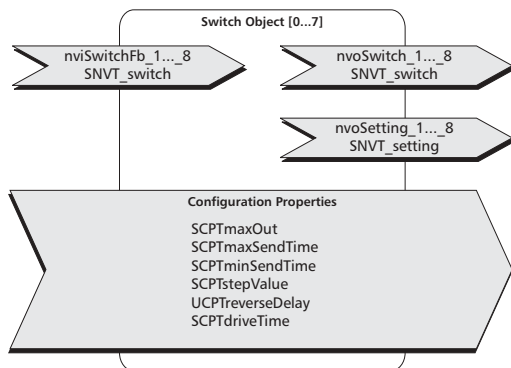 Switch Object [0...7]
nviSwitchFb_1..._8
SNVT_switch
nvoSwitch_1..._8
SNVT_switch
nvoSetting_1..._8
SNVT_setting
Configuration Properties
SCPTmaxOut
SCPTmaxSendTime
SCPTminSendTime
SCPTstepValue
UCPTreverseDelay
SCPTdriveTime